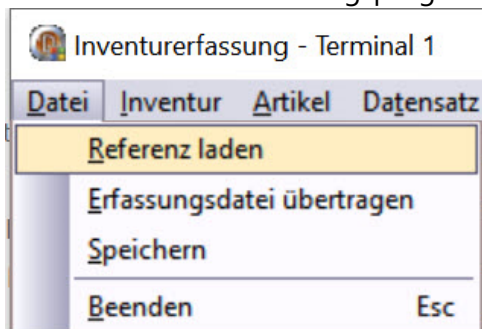 Inventurerfassung - Terminal 1
Datei Inventur Artikel Datensatz
Referenz laden
Erfassungsdatei übertragen
Speichern
Beenden Esc